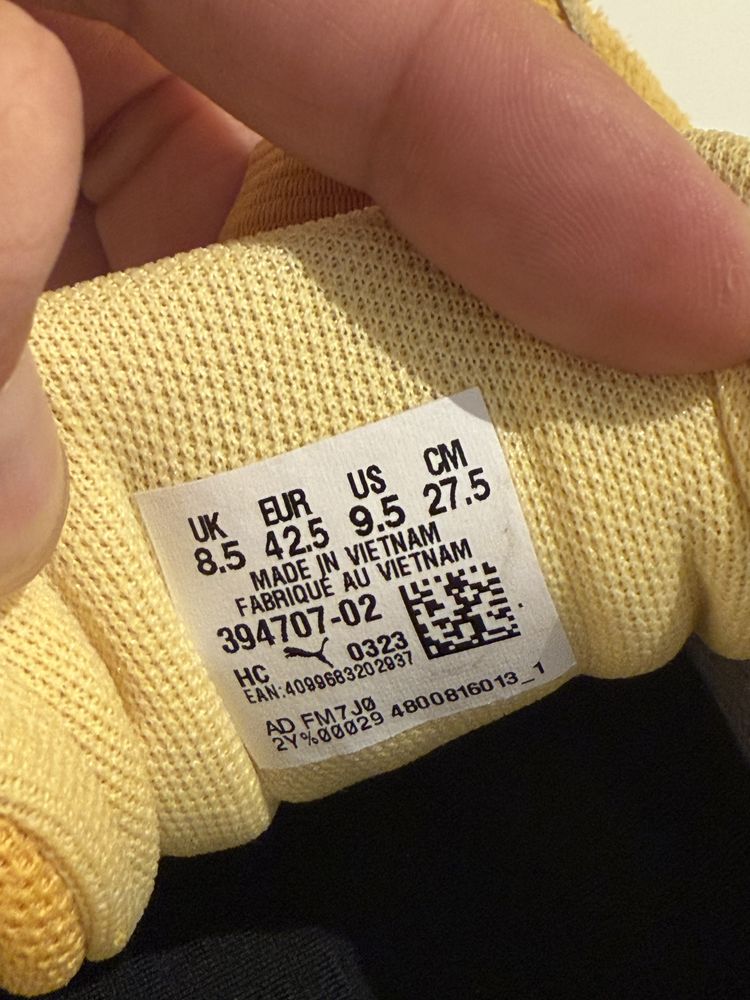 UK EUR US CM
8.5 42.5 9.5 27.5
MADE IN VIETNAM
FABRIQUÉ AU VIETNAM
394707-02
HC 0323
EAN:4099683202937
AD FM7J0
2Y%00029 4800816013_1